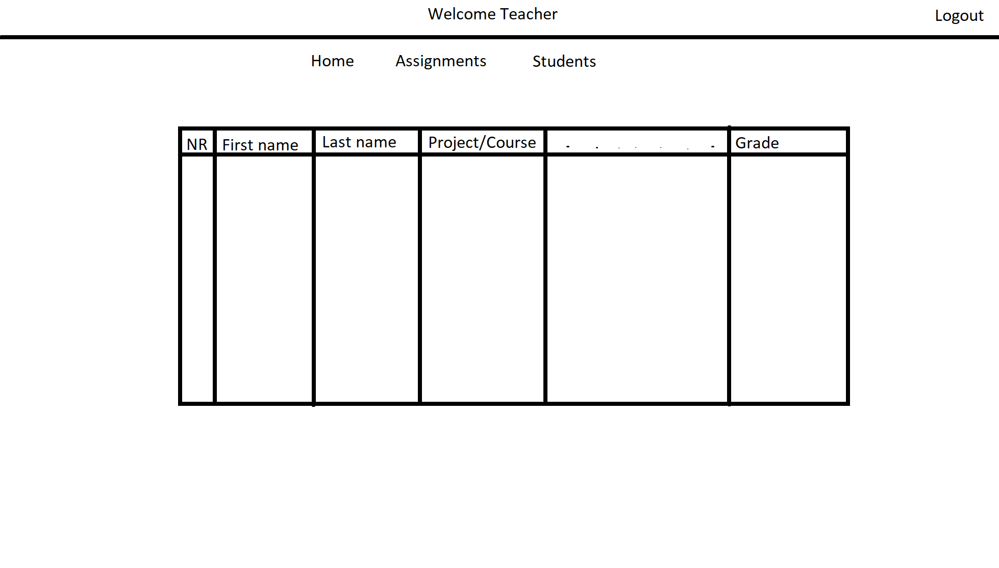 Welcome Teacher
Logout
Home Assignments Students
NR First name Last name Project/Course . . . . . . . Grade